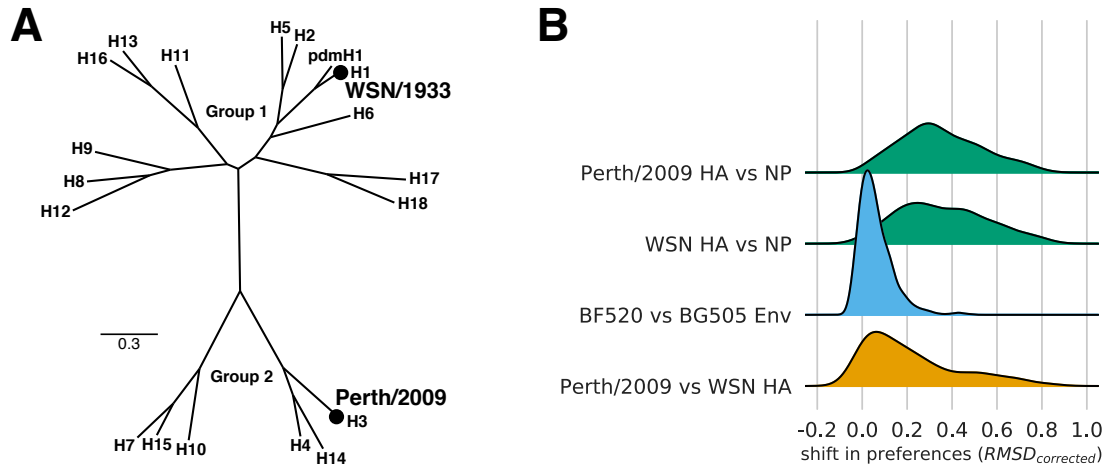 A
H13
H16
H11
H5
H2
pdmH1
H1
WSN/1933
Group 1
H6
H9
H8
H12
H17
H18
0.3
Group 2
Perth/2009
H3
H7
H15
H10
H4
H14
B
Perth/2009 HA vs NP
WSN HA vs NP
BF520 vs BG505 Env
Perth/2009 vs WSN HA
-0.2 0.0 0.2 0.4 0.6 0.8 1.0
shift in preferences (RMSDcorrected)